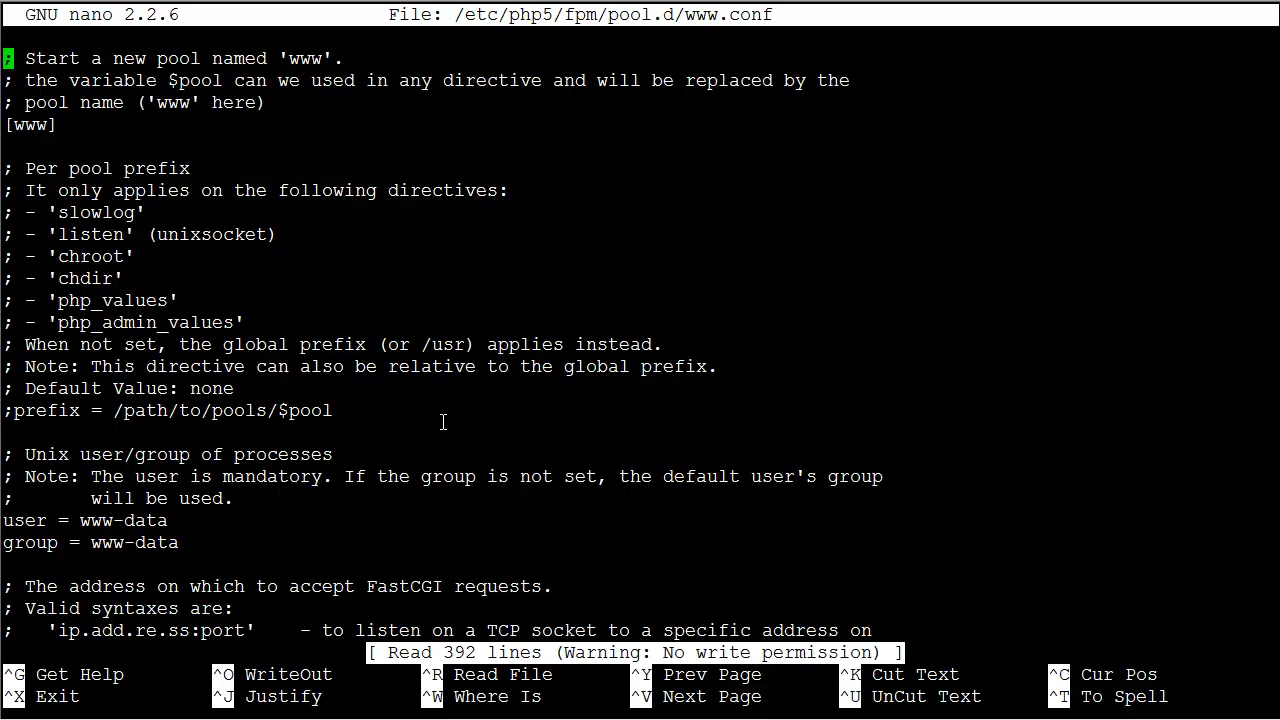 GNU nano 2.2.6 File: /etc/php5/fpm/pool.d/www.conf
; Start a new pool named 'www'.
; the variable $pool can we used in any directive and will be replaced by the
; pool name ('www' here)
[www]
; Per pool prefix
; It only applies on the following directives:
; - 'slowlog'
; - 'listen' (unixsocket)
; - 'chroot'
; - 'chdir'
; - 'php_values'
; - 'php_admin_values'
; When not set, the global prefix (or /usr) applies instead.
; Note: This directive can also be relative to the global prefix.
; Default Value: none
;prefix = /path/to/pools/$pool
; Unix user/group of processes
; Note: The user is mandatory. If the group is not set, the default user's group
;       will be used.
user = www-data
group = www-data
; The address on which to accept FastCGI requests.
; Valid syntaxes are:
;   'ip.add.re.ss:port'    - to listen on a TCP socket to a specific address on
[ Read 392 lines (Warning: No write permission) ]
^G Get Help ^O WriteOut ^R Read File ^Y Prev Page ^K Cut Text ^C Cur Pos
^X Exit ^J Justify ^W Where Is ^V Next Page ^U UnCut Text ^T To Spell